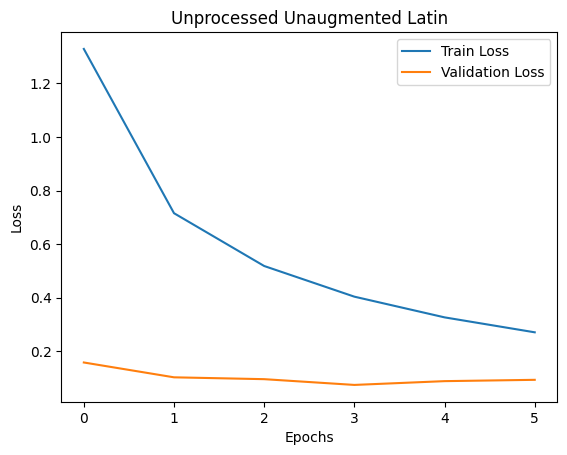 Unprocessed Unaugmented Latin
Train Loss
Validation Loss
Loss
1.2
1.0
0.8
0.6
0.4
0.2
0 1 2 3 4 5
Epochs